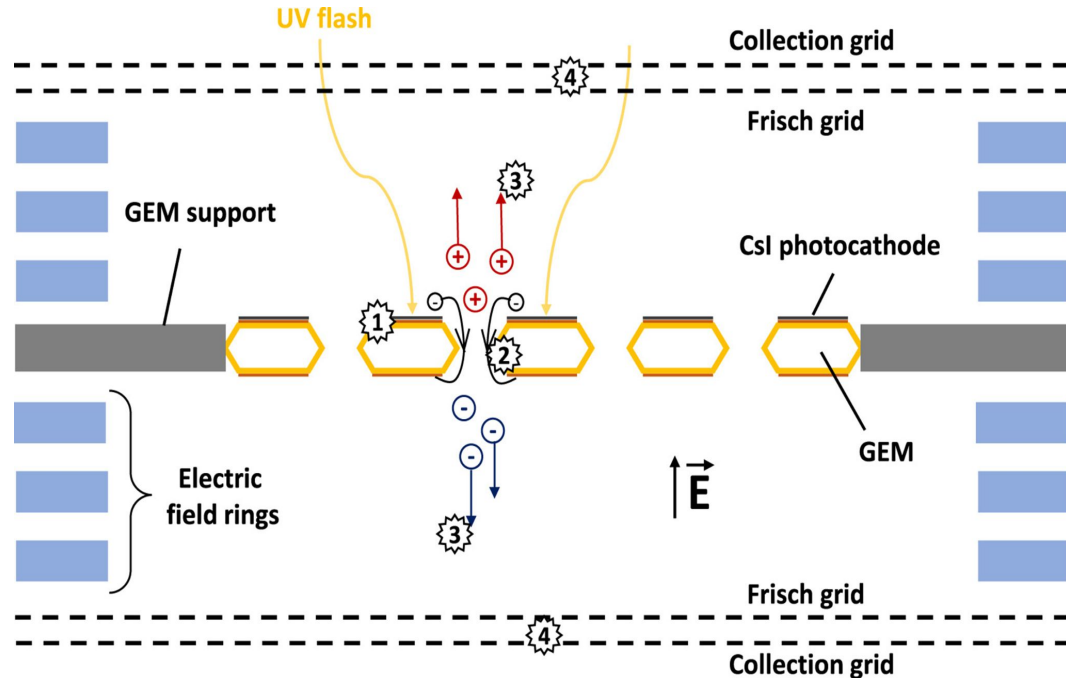 UV flash
Collection grid
4
Frisch grid
3
GEM support
CsI photocathode
+
+
-
+
-
1
2
-
-
-
GEM
E
Electric
field rings
3
Frisch grid
4
Collection grid